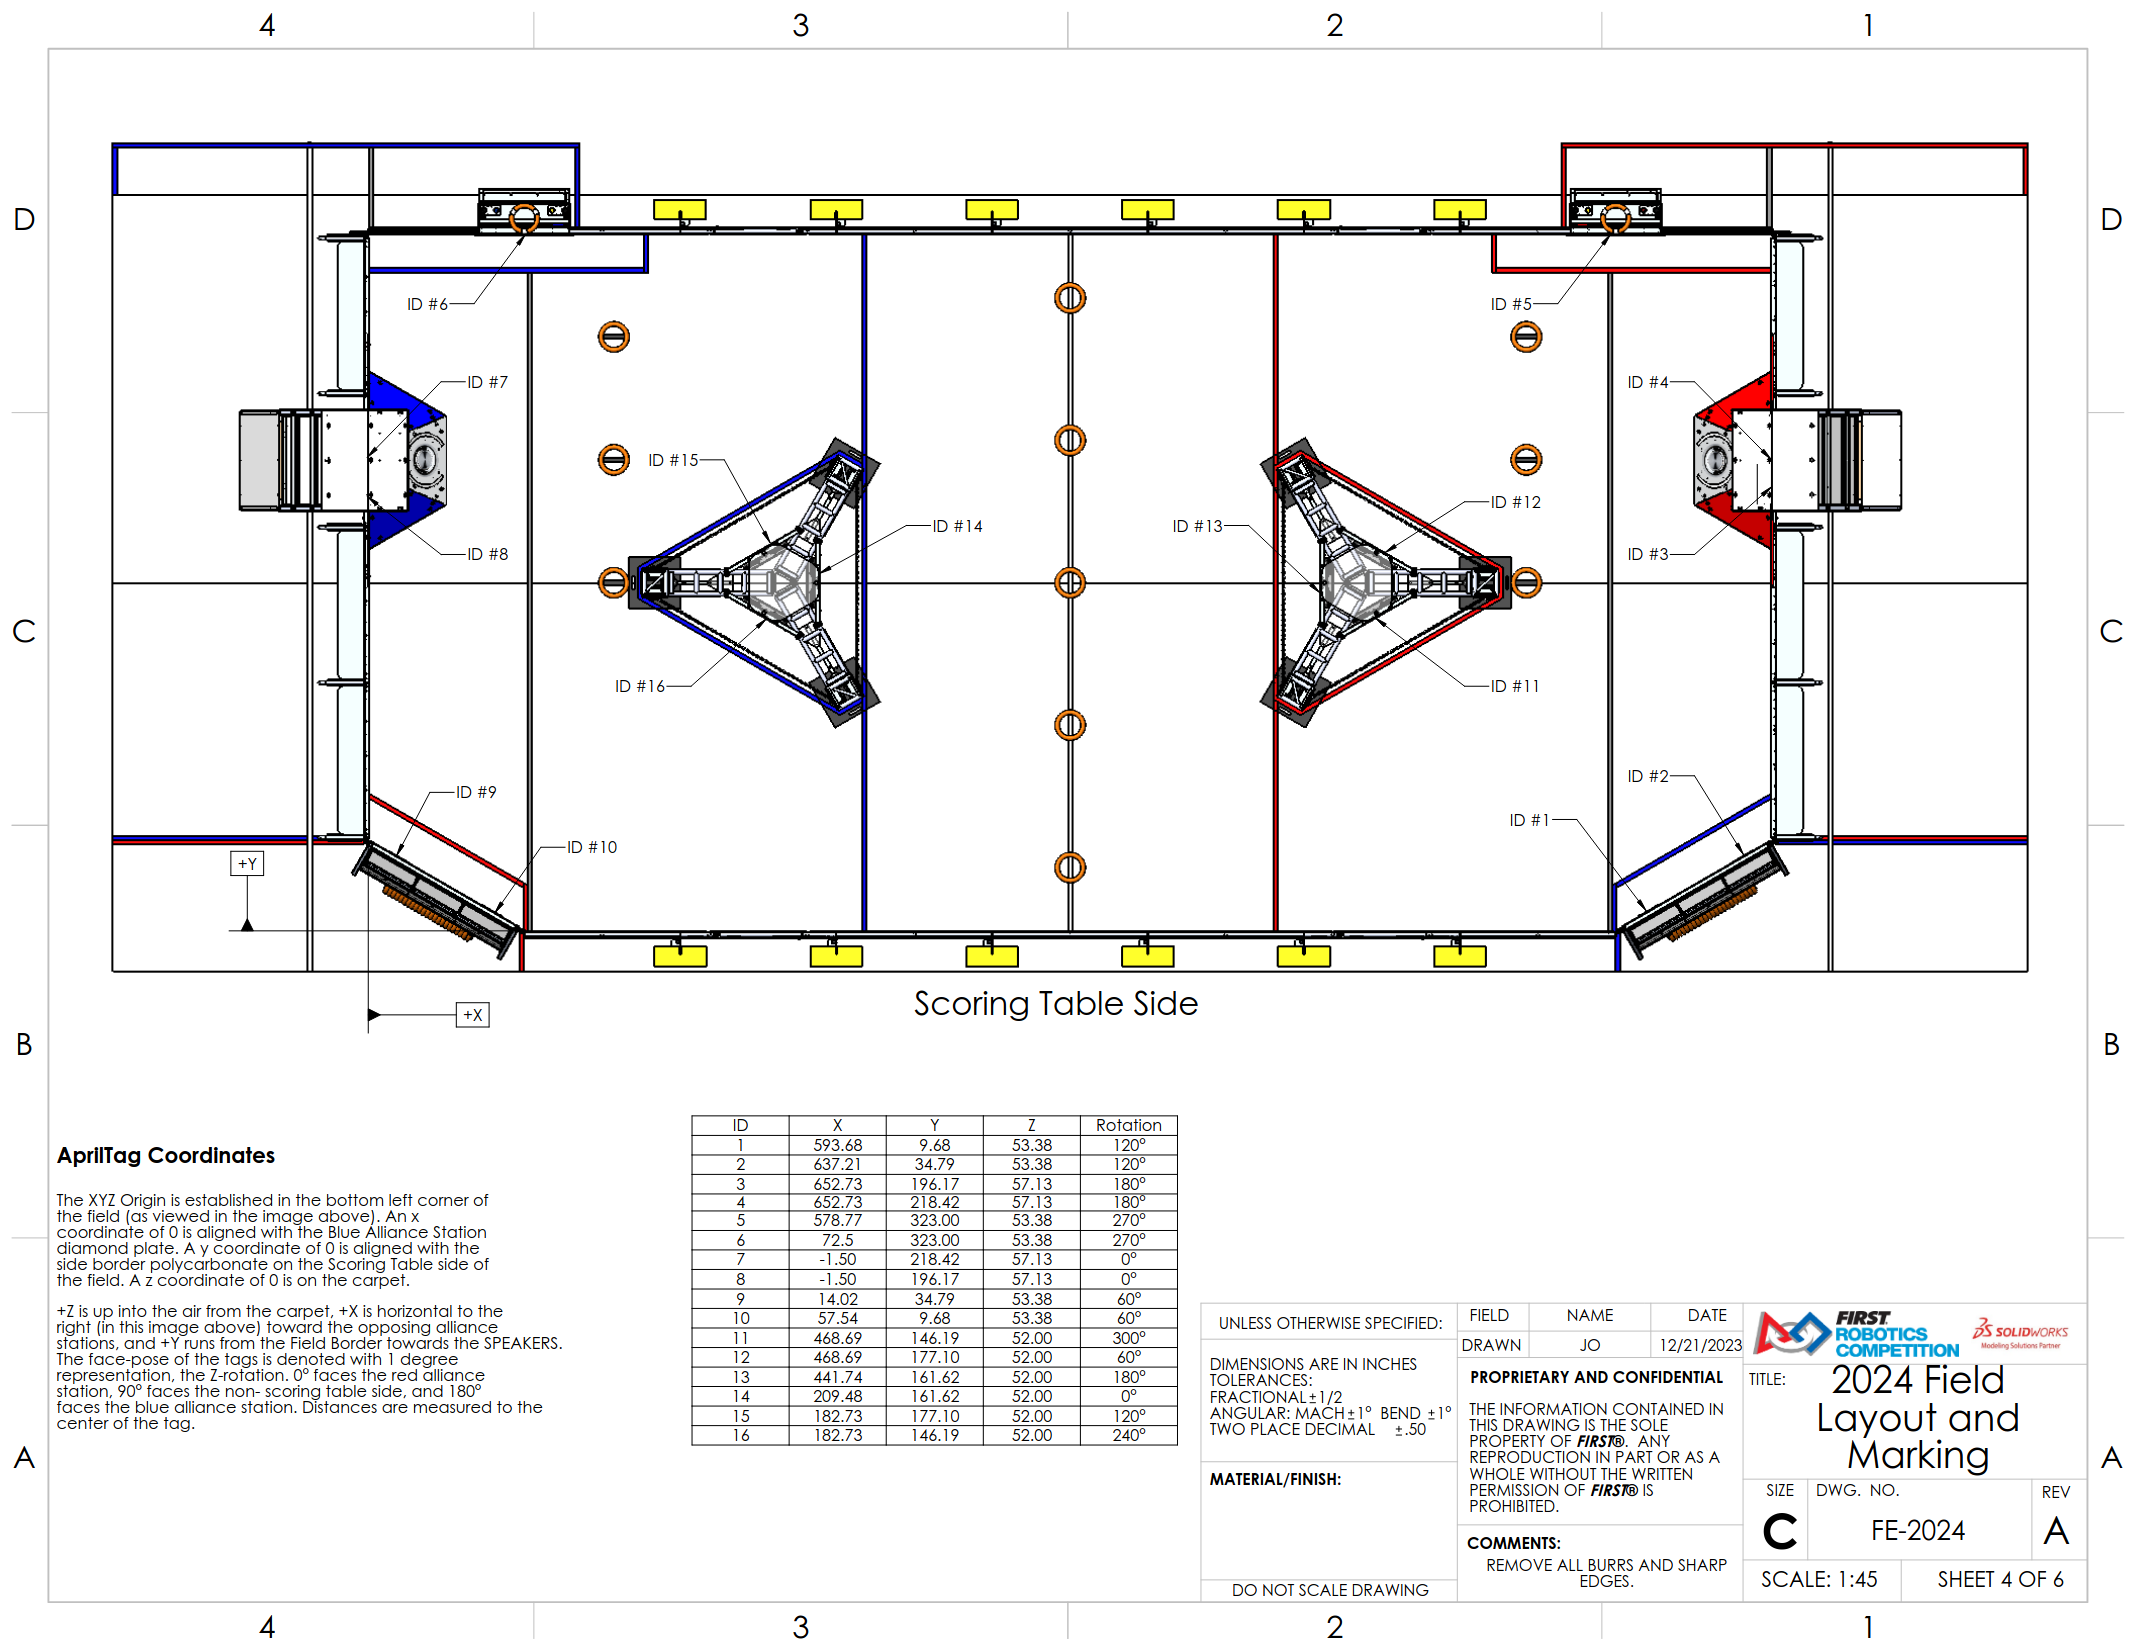 4 3 2 1
D D
ID #6 ID #5
ID #7 ID #4
ID #15
ID #12
ID #14 ID #13
ID #8 ID #3
C C
ID #16 ID #11
ID #2
ID #9
ID #1
ID #10
+Y
Scoring Table Side
+X
B B
AprilTag Coordinates
The XYZ Origin is established in the bottom left corner of
the field (as viewed in the image above). An x
coordinate of 0 is aligned with the Blue Alliance Station
diamond plate. A y coordinate of 0 is aligned with the
side border polycarbonate on the Scoring Table side of
the field. A z coordinate of 0 is on the carpet.
+Z is up into the air from the carpet, +X is horizontal to the
right (in this image above) toward the opposing alliance
stations, and +Y runs from the Field Border towards the SPEAKERS.
The face-pose of the tags is denoted with 1 degree
representation, the Z-rotation. 0° faces the red alliance
station, 90° faces the non- scoring table side, and 180°
faces the blue alliance station. Distances are measured to the
center of the tag.
ID X Y Z Rotation
1 593.68 9.68 53.38 120°
2 637.21 34.79 53.38 120°
3 652.73 196.17 57.13 180°
4 652.73 218.42 57.13 180°
5 578.77 323.00 53.38 270°
6 72.5 323.00 53.38 270°
7 -1.50 218.42 57.13 0°
8 -1.50 196.17 57.13 0°
9 14.02 34.79 53.38 60°
10 57.54 9.68 53.38 60°
11 468.69 146.19 52.00 300°
12 468.69 177.10 52.00 60°
13 441.74 161.62 52.00 180°
14 209.48 161.62 52.00 0°
15 182.73 177.10 52.00 120°
16 182.73 146.19 52.00 240°
UNLESS OTHERWISE SPECIFIED:
DIMENSIONS ARE IN INCHES
TOLERANCES:
FRACTIONAL ± 1/2
ANGULAR: MACH ± 1° BEND ± 1°
TWO PLACE DECIMAL ± .50
MATERIAL/FINISH:
DO NOT SCALE DRAWING
FIELD NAME DATE
DRAWN JO 12/21/2023
PROPRIETARY AND CONFIDENTIAL
THE INFORMATION CONTAINED IN
THIS DRAWING IS THE SOLE
PROPERTY OF FIRST®. ANY
REPRODUCTION IN PART OR AS A
WHOLE WITHOUT THE WRITTEN
PERMISSION OF FIRST® IS
PROHIBITED.
COMMENTS:
REMOVE ALL BURRS AND SHARP
EDGES.
FIRST
ROBOTICS
COMPETITION
SOLIDWORKS
Modeling Solutions Partner
TITLE: 2024 Field
Layout and
Marking
SIZE DWG. NO. REV
C FE-2024 A
SCALE: 1:45 SHEET 4 OF 6
A A
4 3 2 1